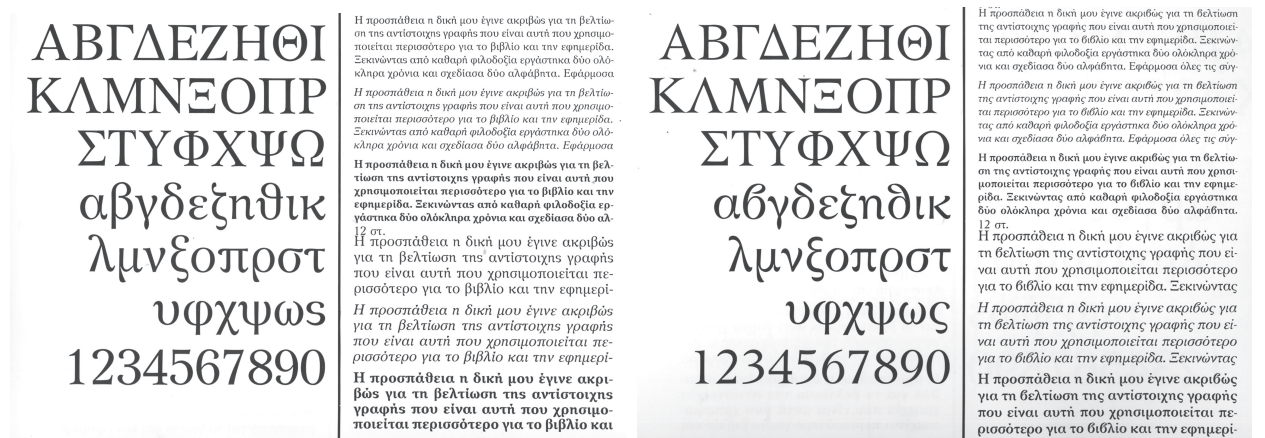 ΑΒΓΔΕΖΗΘΙ
ΚΛΜΝΞΟΠΡ
ΣΤΥΦΧΨΩ
αβγδεζηθικ
λμνξοπρστ
υφχψως
1234567890
Η προσπάθεια η δική μου έγινε ακριβώς για τη βελτίω-
ση της αντίστοιχης γραφής που είναι αυτή που χρησιμο-
ποιείται περισσότερο για το βιβλίο και την εφημερίδα.
Ξεκινώντας από καθαρή φιλοδοξία εργάστηκα δύο ολό-
κληρα χρόνια και σχεδίασα δύο αλφάβητα. Εφάρμοσα
Η προσπάθεια η δική μου έγινε ακριβώς για τη βελτίω-
ση της αντίστοιχης γραφής που είναι αυτή που χρησιμο-
ποιείται περισσότερο για το βιβλίο και την εφημερίδα.
Ξεκινώντας από καθαρή φιλοδοξία εργάστηκα δύο ολό-
κληρα χρόνια και σχεδίασα δύο αλφάβητα. Εφάρμοσα
Η προσπάθεια η δική μου έγινε ακριβώς για τη βελ-
τίωση της αντίστοιχης γραφής που είναι αυτή που
χρησιμοποιείται περισσότερο για το βιβλίο και την
εφημερίδα. Ξεκινώντας από καθαρή φιλοδοξία ερ-
γάστηκα δύο ολόκληρα χρόνια και σχεδίασα δύο αλ-
12 στ.
Η προσπάθεια η δική μου έγινε ακριβώς
για τη βελτίωση της αντίστοιχης γραφής
που είναι αυτή που χρησιμοποιείται πε-
ρισσότερο για το βιβλίο και την εφημερί-
Η προσπάθεια η δική μου έγινε ακριβώς
για τη βελτίωση της αντίστοιχης γραφής
που είναι αυτή που χρησιμοποιείται πε-
ρισσότερο για το βιβλίο και την εφημερί-
Η προσπάθεια η δική μου έγινε ακρι-
βώς για τη βελτίωση της αντίστοιχης
γραφής που είναι αυτή που χρησιμο-
ποιείται περισσότερο για το βιβλίο και
ΑΒΓΔΕΖΗΘΙ
ΚΛΜΝΞΟΠΡ
ΣΤΥΦΧΨΩ
αϐγδεζηθικ
λμνξοπρστ
υφχψως
1234567890
Η προσπάθεια η δική μου έγινε ακριϐώς για τη ϐελτίωση
της αντίστοιχης γραφής που είναι αυτή που χρησιμοποιεί-
ται περισσότερο για το ϐιϐλίο και την εφημερίδα. Ξεκινών-
τας από καθαρή φιλοδοξία εργάστηκα δύο ολόκληρα χρό-
νια και σχεδίασα δύο αλφάϐητα. Εφάρμοσα όλες τις σύγ-
Η προσπάθεια η δική μου έγινε ακριϐώς για τη ϐελτίωση
της αντίστοιχης γραφής που είναι αυτή που χρησιμοποιεί-
ται περισσότερο για το ϐιϐλίο και την εφημερίδα. Ξεκινών-
τας από καθαρή φιλοδοξία εργάστηκα δύο ολόκληρα χρό-
νια και σχεδίασα δύο αλφάϐητα. Εφάρμοσα όλες τις σύγ-
Η προσπάθεια η δική μου έγινε ακριϐώς για τη ϐελτίω-
ση της αντίστοιχης γραφής που είναι αυτή που χρησι-
μοποιείται περισσότερο για το ϐιϐλίο και την εφημε-
ρίδα. Ξεκινώντας από καθαρή φιλοδοξία εργάστηκα
δύο ολόκληρα χρόνια και σχεδίασα δύο αλφάϐητα.
12 στ.
Η προσπάθεια η δική μου έγινε ακριϐώς για
τη ϐελτίωση της αντίστοιχης γραφής που εί-
ναι αυτή που χρησιμοποιείται περισσότερο
για το ϐιϐλίο και την εφημερίδα. Ξεκινώντας
Η προσπάθεια η δική μου έγινε ακριϐώς για
τη ϐελτίωση της αντίστοιχης γραφής που εί-
ναι αυτή που χρησιμοποιείται περισσότερο
για το ϐιϐλίο και την εφημερίδα. Ξεκινώντας
Η προσπάθεια η δική μου έγινε ακριϐώς
για τη ϐελτίωση της αντίστοιχης γραφής
που είναι αυτή που χρησιμοποιείται πε-
ρισσότερο για το ϐιϐλίο και την εφημερί-